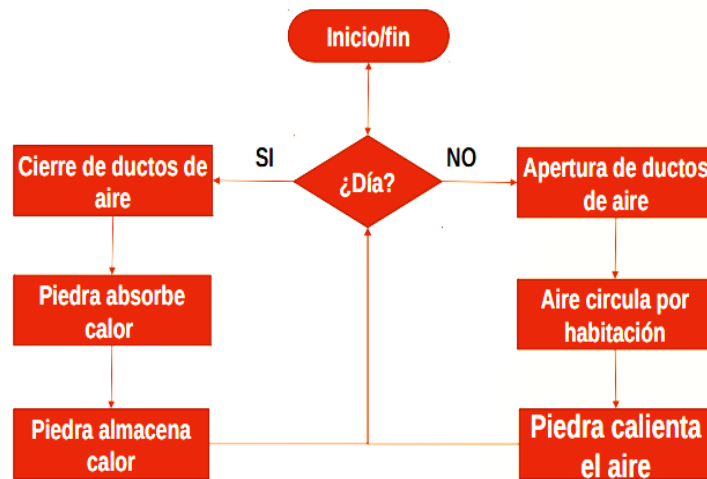 Inicio/fin
SI
¿Día?
NO
Cierre de ductos de
aire
Piedra absorbe
calor
Piedra almacena
calor
Apertura de ductos
de aire
Aire circula por
habitación
Piedra calienta
el aire